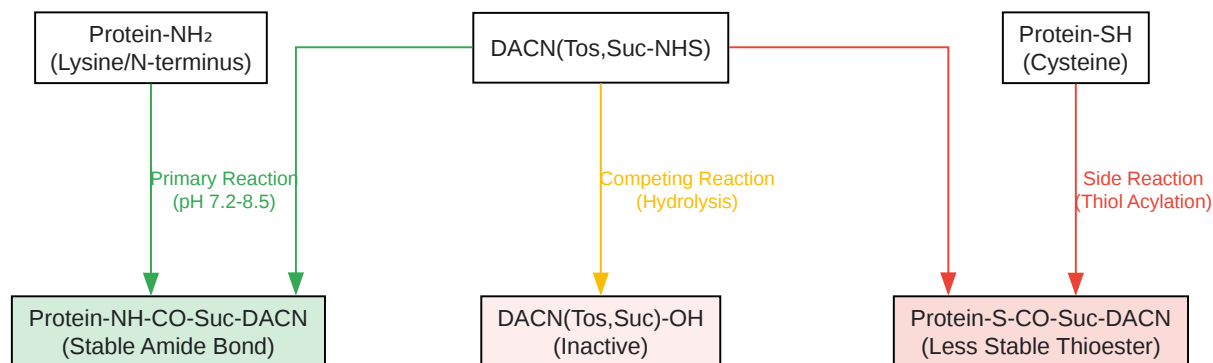 Protein-NH₂
(Lysine/N-terminus)
DACN(Tos,Suc-NHS)
Protein-SH
(Cysteine)
Primary Reaction
(pH 7.2-8.5)
Competing Reaction
(Hydrolysis)
Side Reaction
(Thiol Acylation)
Protein-NH-CO-Suc-DACN
(Stable Amide Bond)
DACN(Tos,Suc)-OH
(Inactive)
Protein-S-CO-Suc-DACN
(Less Stable Thioester)